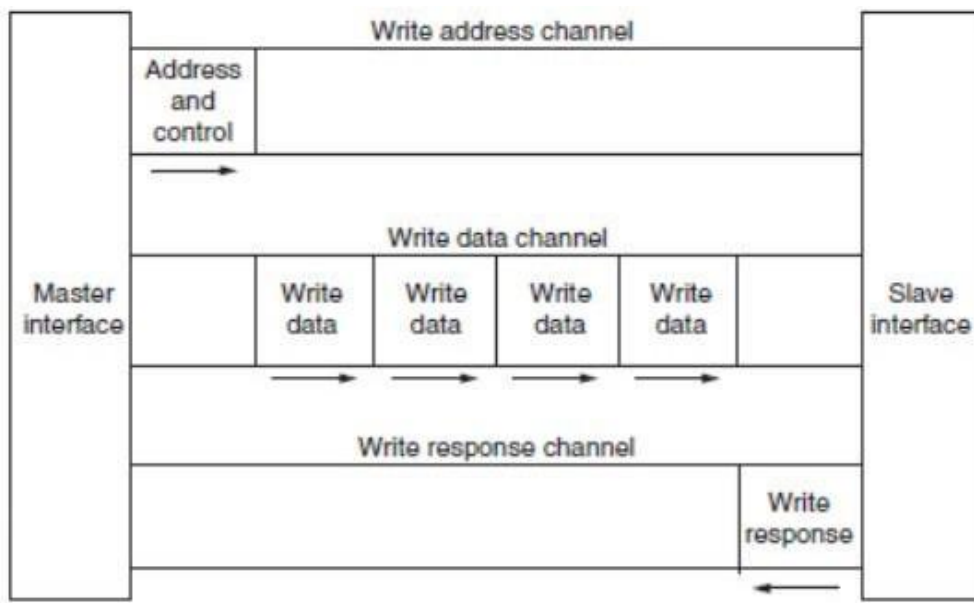 Write address channel
Address
and
control
Write data channel
Master
interface
Write
data
Write
data
Write
data
Write
data
Slave
interface
Write response channel
Write
response